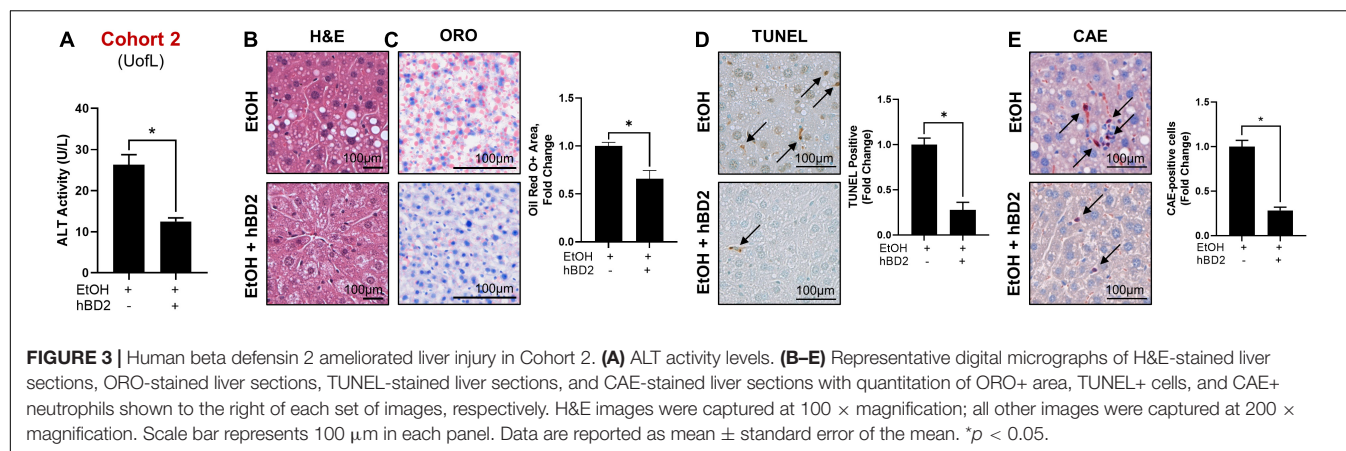 A Cohort 2
(UofL)
ALT Activity (U/L)
40
30
20
10
0
*
EtOH + +
hBD2 - +
B H&E
EtOH
100µm
EtOH + hBD2
100µm
C ORO
100µm
100µm
Oil Red O+ Area,
Fold Change
1.5
1.0
0.5
0.0
*
EtOH + +
hBD2 - +
D TUNEL
EtOH
100µm
EtOH + hBD2
100µm
TUNEL Positive
(Fold Change)
1.5
1.0
0.5
0.0
*
EtOH + +
hBD2 - +
E CAE
EtOH
100µm
EtOH + hBD2
100µm
CAE-positive cells
(Fold Change)
1.5
1.0
0.5
0.0
*
EtOH + +
hBD2 - +
FIGURE 3 | Human beta defensin 2 ameliorated liver injury in Cohort 2. (A) ALT activity levels. (B–E) Representative digital micrographs of H&E-stained liver
sections, ORO-stained liver sections, TUNEL-stained liver sections, and CAE-stained liver sections with quantitation of ORO+ area, TUNEL+ cells, and CAE+
neutrophils shown to the right of each set of images, respectively. H&E images were captured at 100 × magnification; all other images were captured at 200 ×
magnification. Scale bar represents 100 μm in each panel. Data are reported as mean ± standard error of the mean. *p < 0.05.